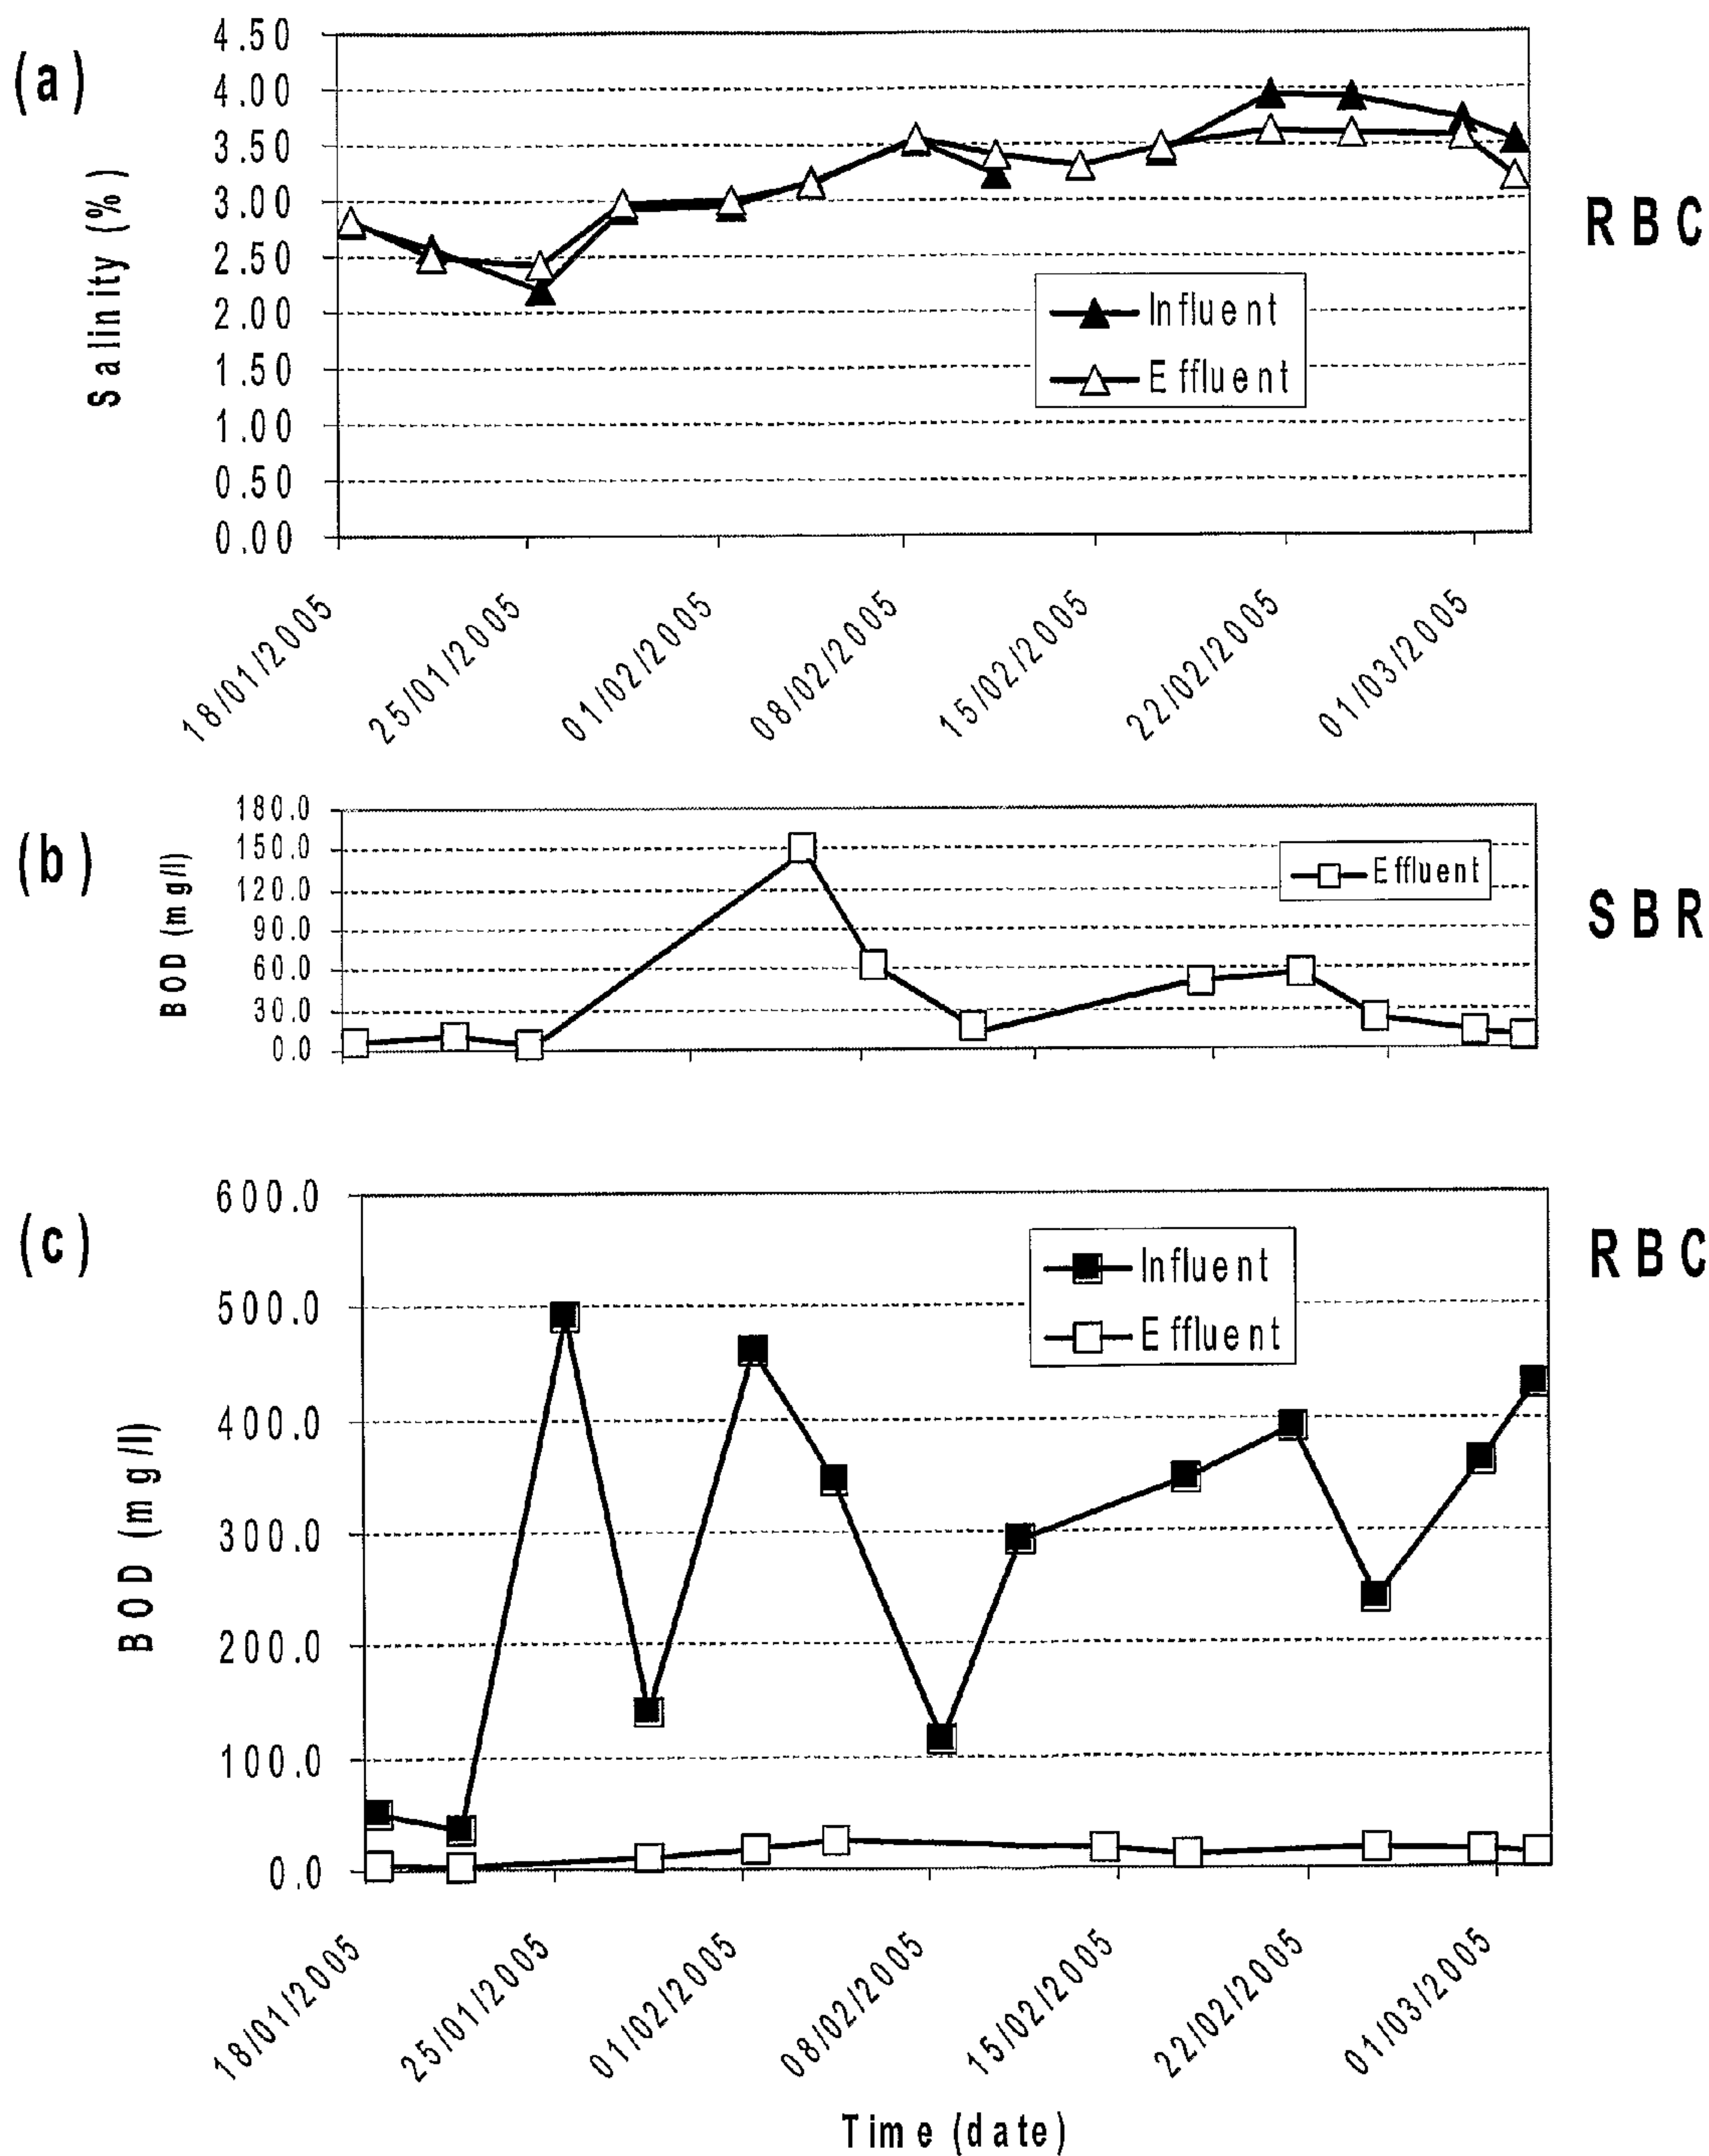 (a)
Salinity (%)
4.50
4.00
3.50
3.00
2.50
2.00
1.50
1.00
0.50
0.00
Influent
Effluent
RBC
18/01/2005
25/01/2005
01/02/2005
08/02/2005
15/02/2005
22/02/2005
01/03/2005
(b)
BOD (mg/l)
180.0
150.0
120.0
90.0
60.0
30.0
0.0
Effluent
SBR
(c)
BOD (mg/l)
600.0
500.0
400.0
300.0
200.0
100.0
0.0
Influent
Effluent
RBC
18/01/2005
25/01/2005
01/02/2005
08/02/2005
15/02/2005
22/02/2005
01/03/2005
Time (date)